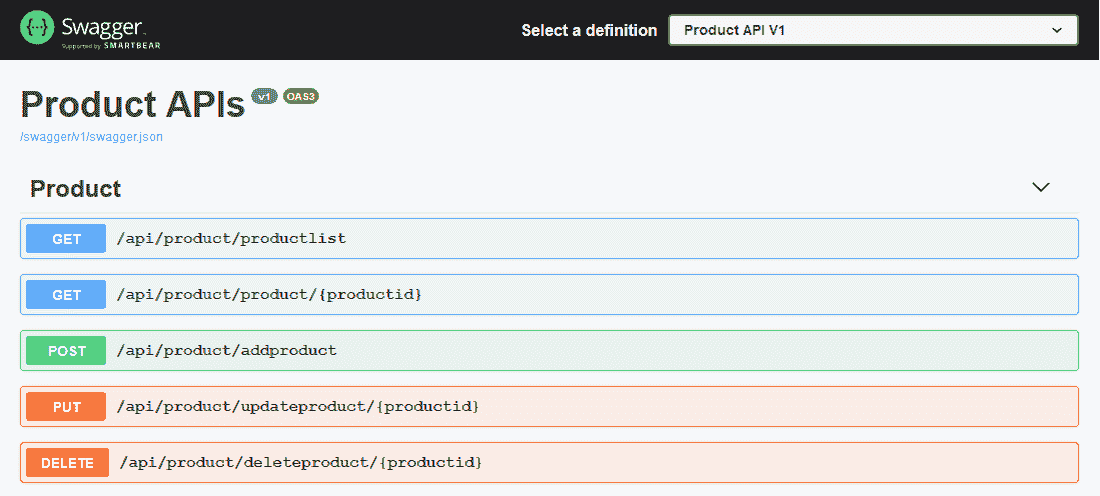 {···} Swagger
Supported by SMARTBEAR
Select a definition
Product API V1
Product APIs v1 OAS3
/swagger/v1/swagger.json
Product
GET /api/product/productlist
GET /api/product/product/{productid}
POST /api/product/addproduct
PUT /api/product/updateproduct/{productid}
DELETE /api/product/deleteproduct/{productid}